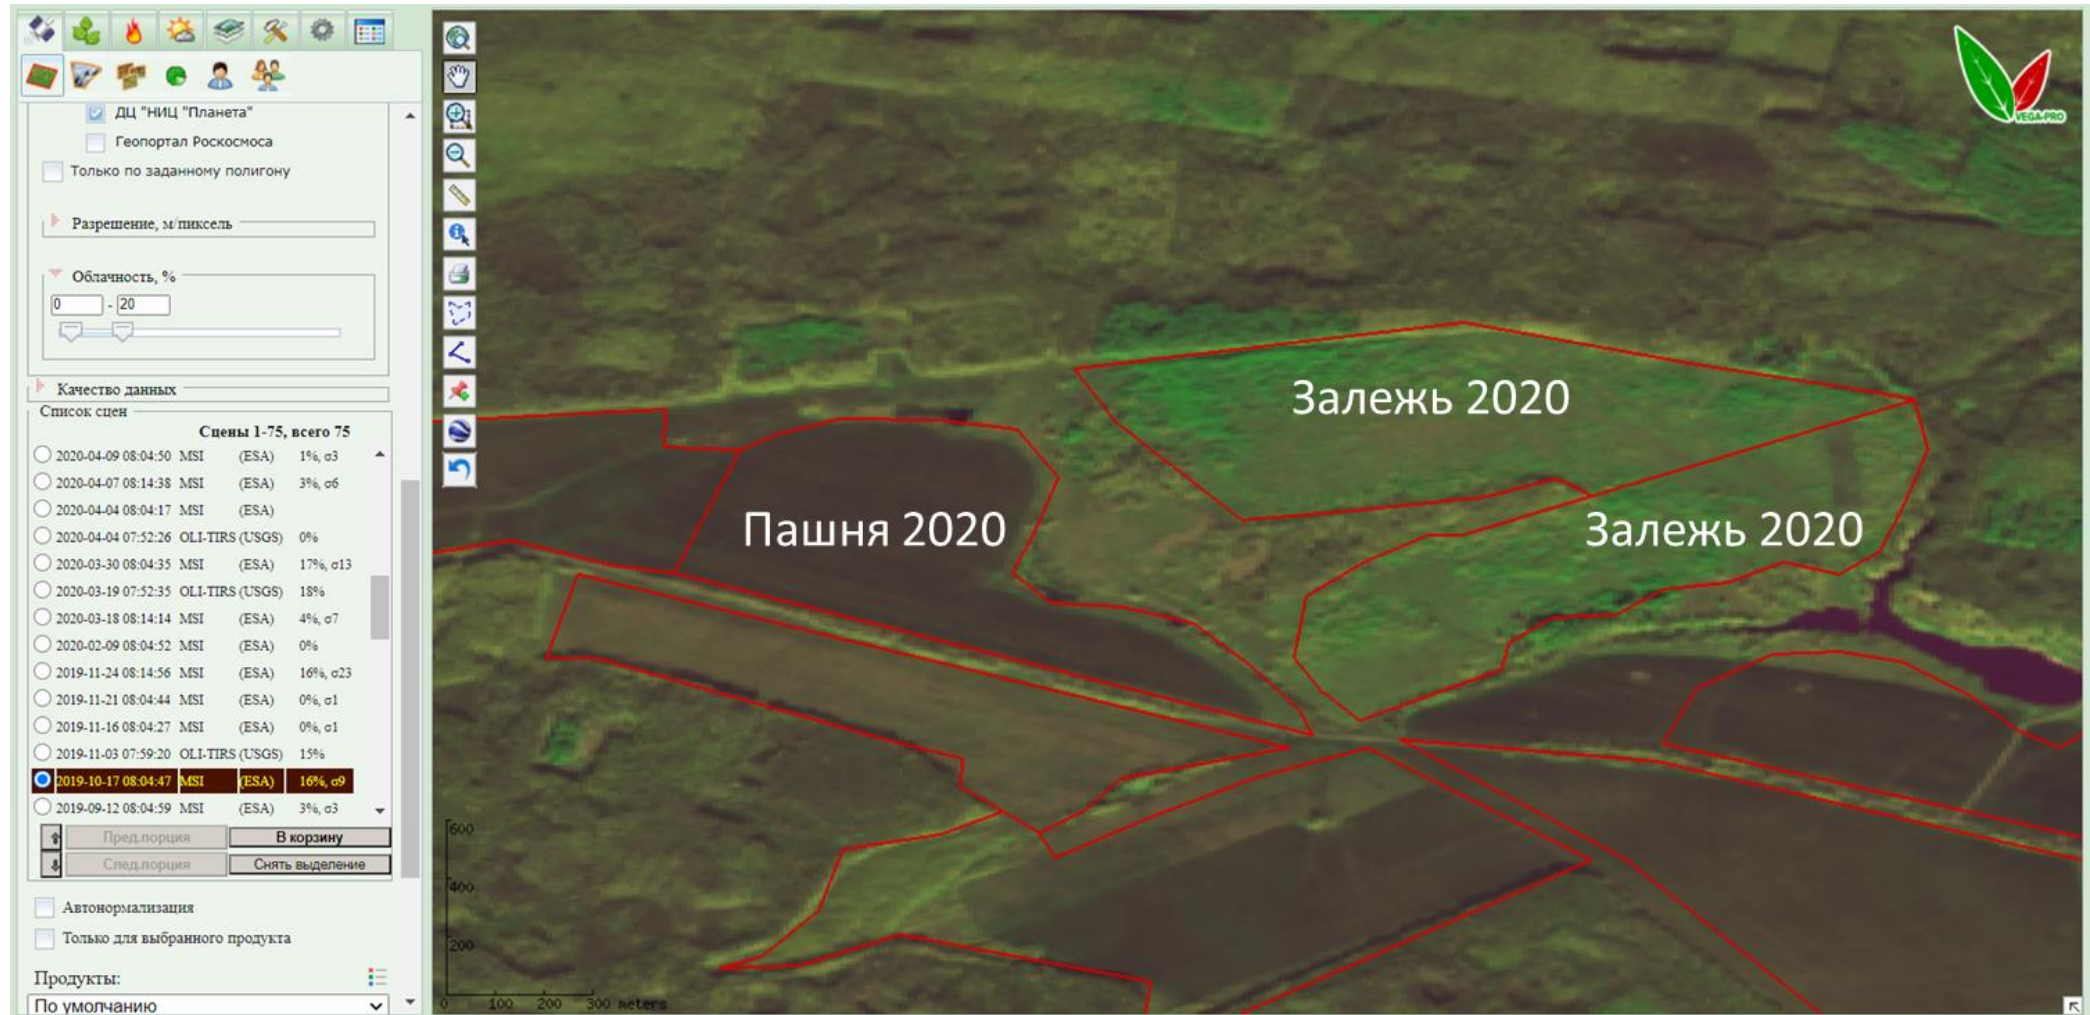 ДЦ "НИЦ "Планета"
Геопортал Роскосмоса
Только по заданному полигону
Разрешение, м/пиксель
Облачность, %
0 - 20
Качество данных
Список сцен
Сцены 1-75, всего 75
2020-04-09 08:04:50 MSI (ESA) 1%, σ3
2020-04-07 08:14:38 MSI (ESA) 3%, σ6
2020-04-04 08:04:17 MSI (ESA)
2020-04-04 07:52:26 OLI-TIRS (USGS) 0%
2020-03-30 08:04:35 MSI (ESA) 17%, σ13
2020-03-19 07:52:35 OLI-TIRS (USGS) 18%
2020-03-18 08:14:14 MSI (ESA) 4%, σ7
2020-02-09 08:04:52 MSI (ESA) 0%
2019-11-24 08:14:56 MSI (ESA) 16%, σ23
2019-11-21 08:04:44 MSI (ESA) 0%, σ1
2019-11-16 08:04:27 MSI (ESA) 0%, σ1
2019-11-03 07:59:20 OLI-TIRS (USGS) 15%
2019-10-17 08:04:47 MSI (ESA) 16%, σ9
2019-09-12 08:04:59 MSI (ESA) 3%, σ3
Пред.порция В корзину
След.порция Снять выделение
Автонормализация
Только для выбранного продукта
Продукты:
По умолчанию
VEGA-PRO
Залежь 2020
Пашня 2020
Залежь 2020
600
400
200
0 100 200 300 meters